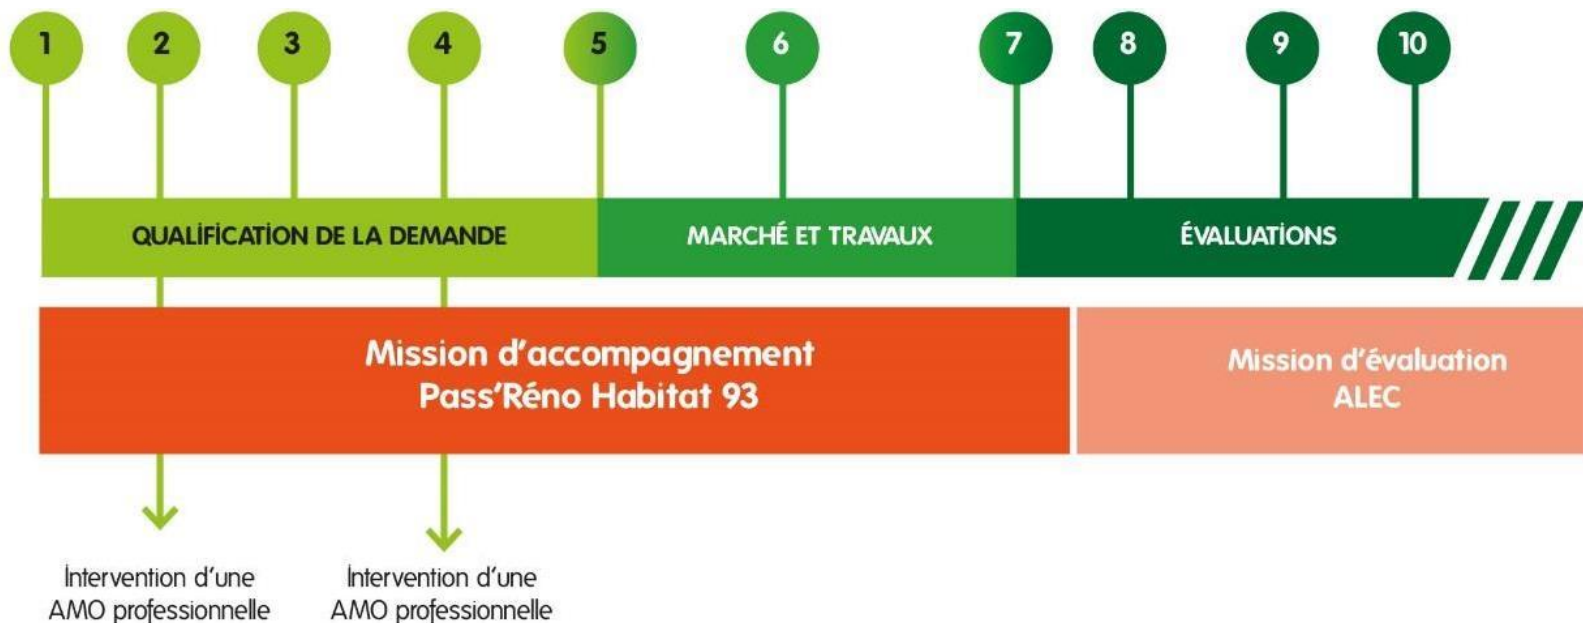 1 2 3 4 5 6 7 8 9 10
QUALIFICATION DE LA DEMANDE
MARCHÉ ET TRAVAUX
ÉVALUATIONS
Mission d'accompagnement
Pass'Réno Habitat 93
Mission d'évaluation
ALEC
Intervention d'une
AMO professionnelle
Intervention d'une
AMO professionnelle